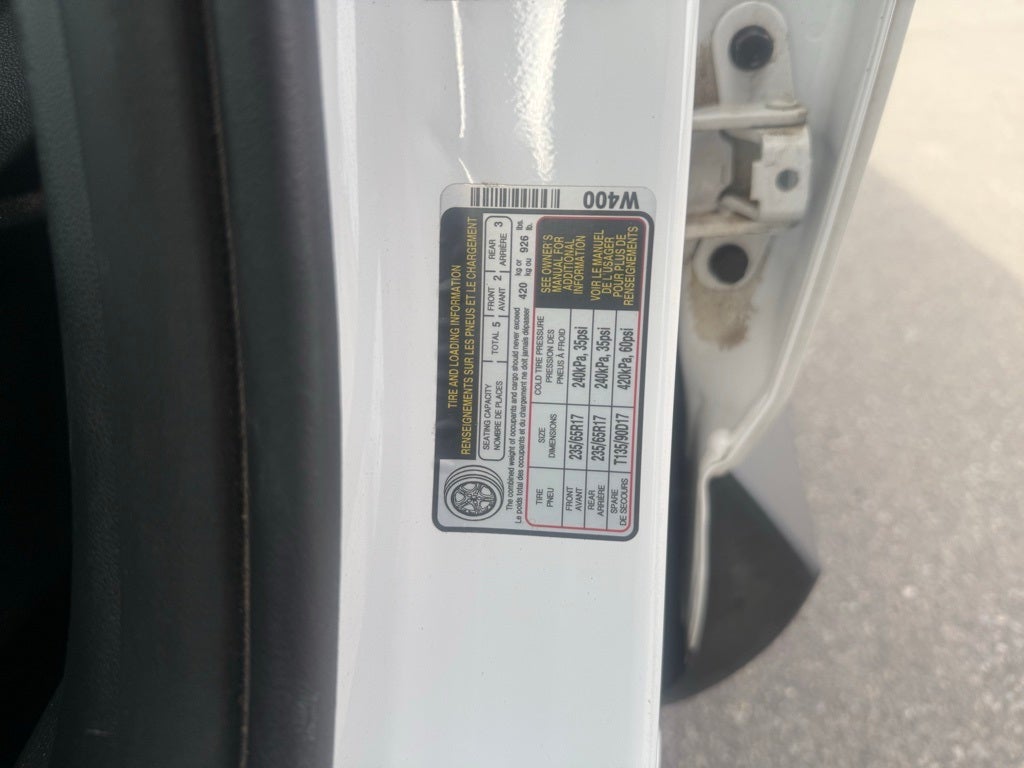 W400
TIRE AND LOADING INFORMATION
RENSEIGNEMENTS SUR LES PNEUS ET LE CHARGEMENT
SEATING CAPACITY
NOMBRE DE PLACES
TOTAL 5
FRONT
AVANT
2
REAR
ARRIÈRE
3
The combined weight of occupants and cargo should never exceed 420 kg or 926 lbs.
Le poids total des occupants et du chargement ne doit jamais dépasser 420 kg ou 926 lb.
TIRE
PNEU
SIZE
DIMENSIONS
COLD TIRE PRESSURE
PRESSION DES
PNEUS À FROID
FRONT
AVANT
235/65R17
240kPa, 35psi
REAR
ARRIÈRE
235/65R17
240kPa, 35psi
SPARE
DE SECOURS
T135/90D17
420kPa, 60psi
SEE OWNER'S
MANUAL FOR
ADDITIONAL
INFORMATION
VOIR LE MANUEL
DE L'USAGER
POUR PLUS DE
RENSEIGNEMENTS